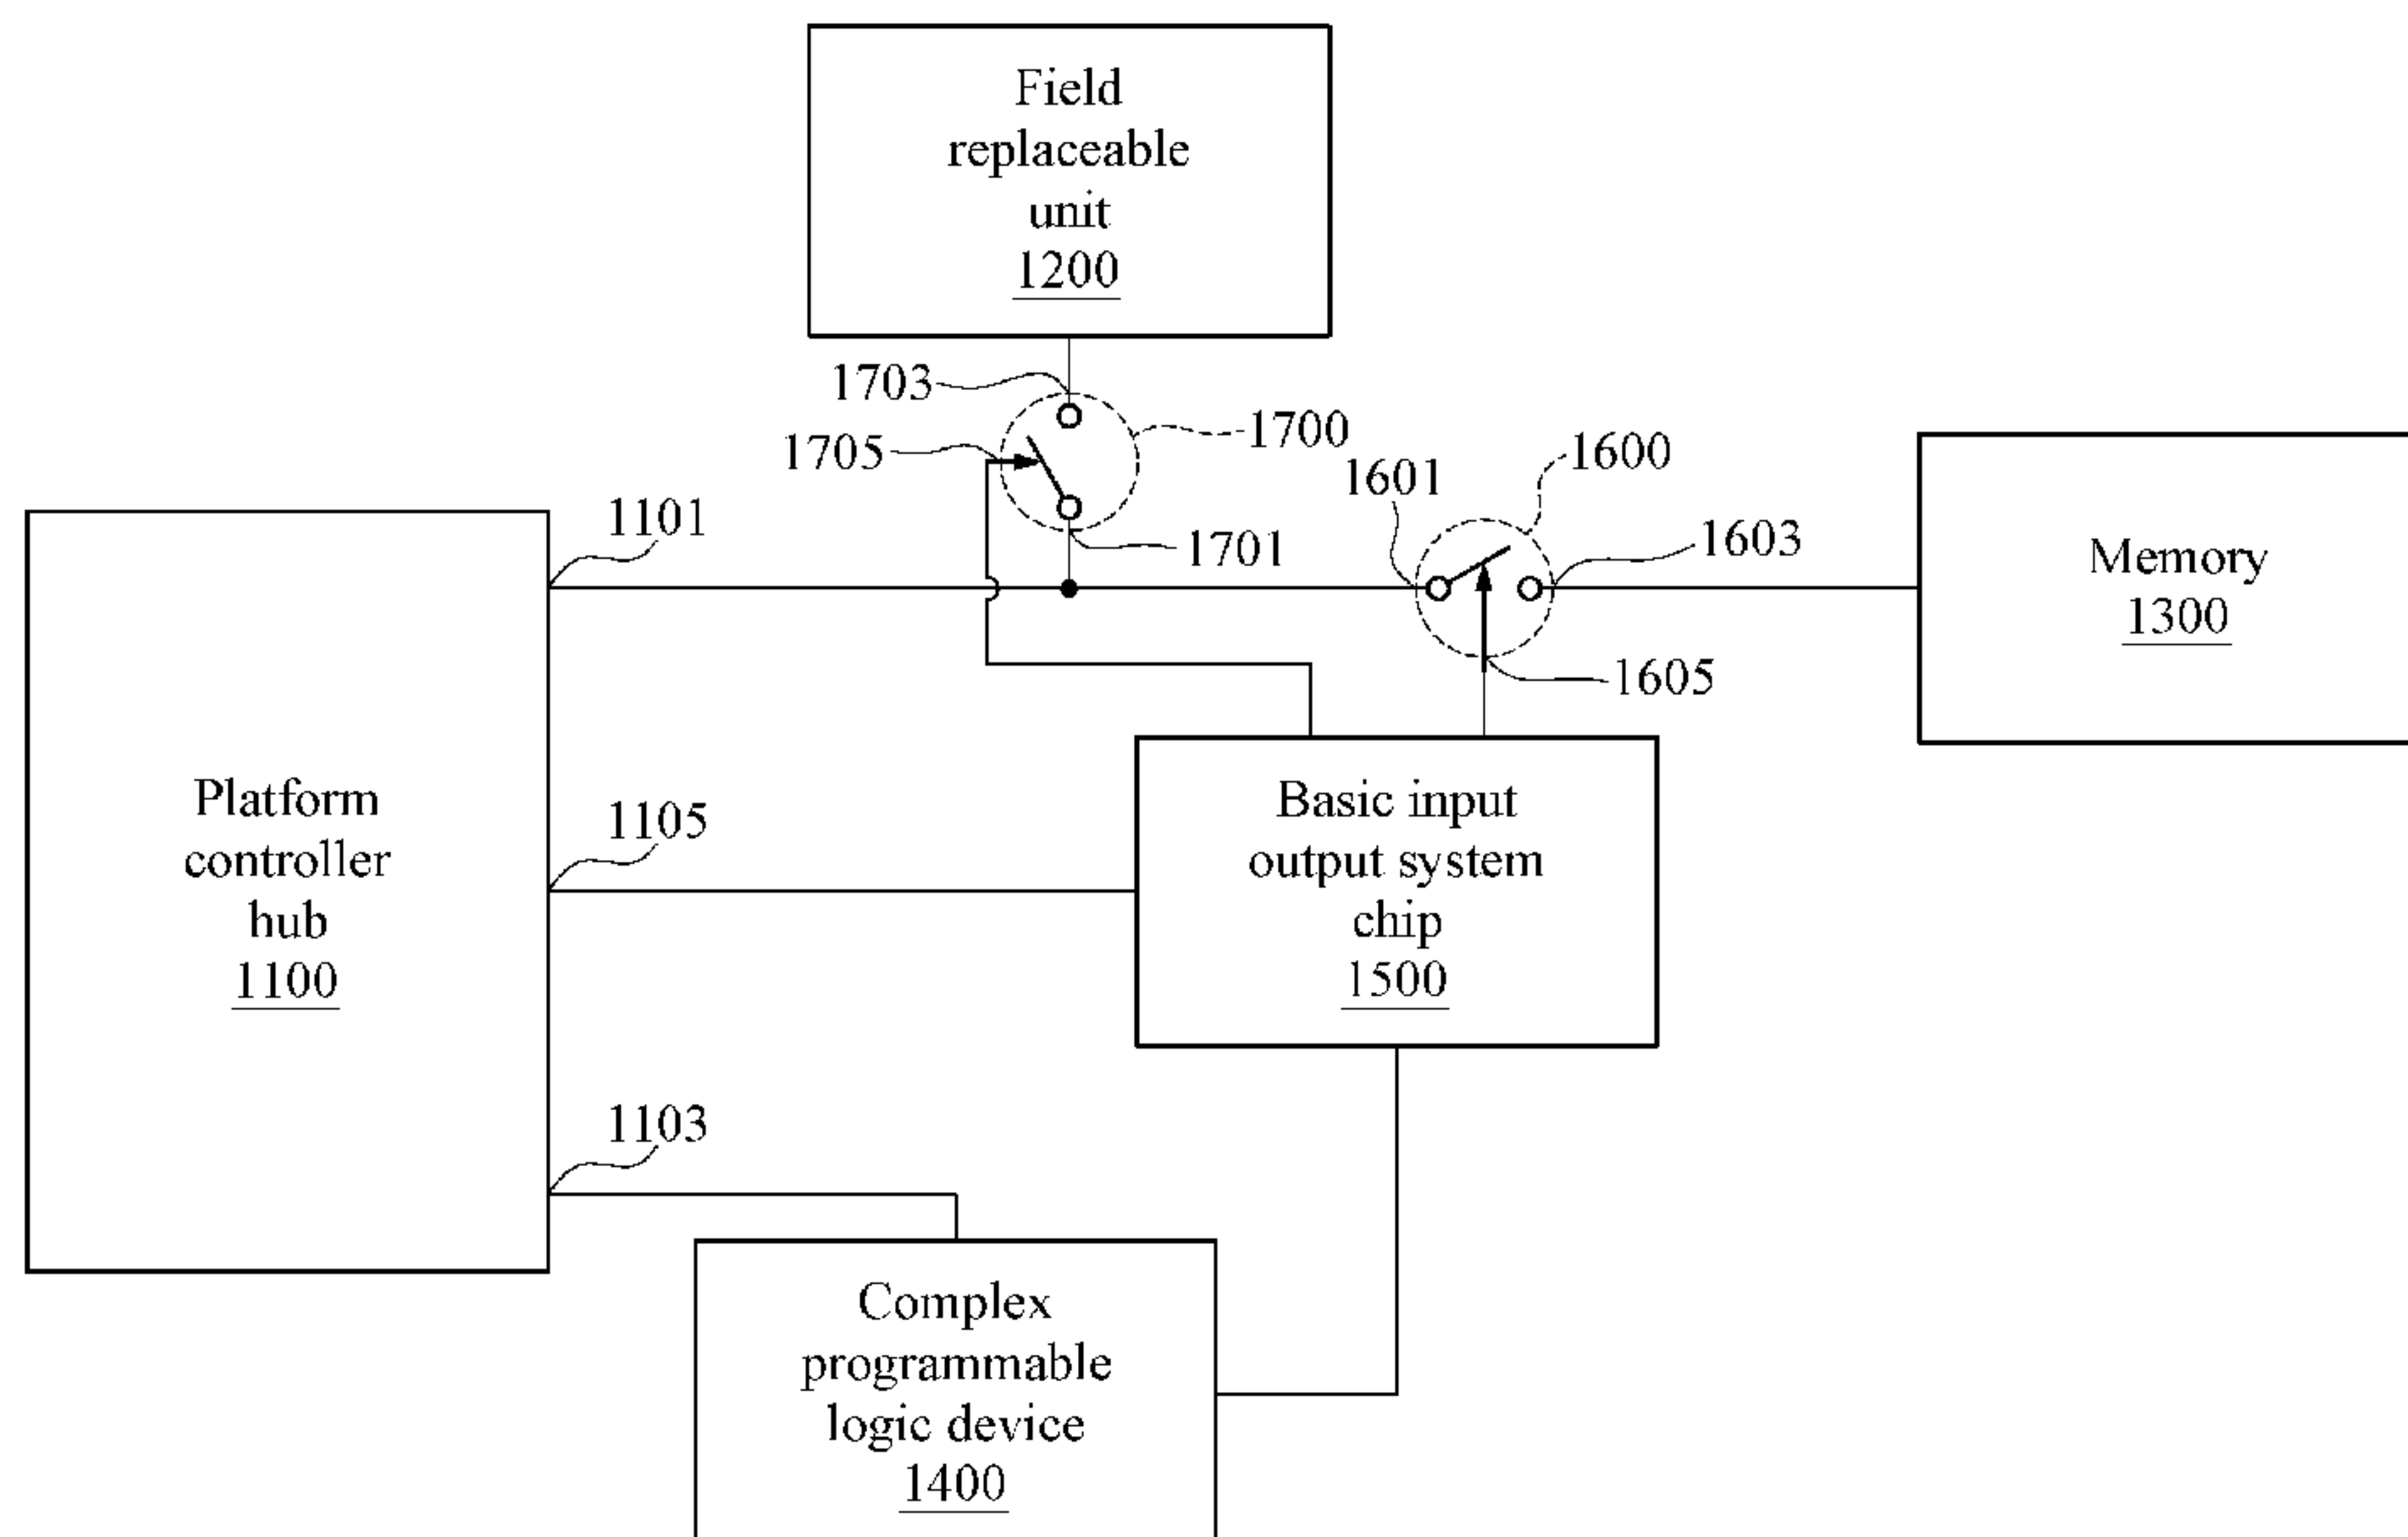 Field
replaceable
unit
1200
1703
1700
1705
1600
1601
1101
1701
1603
Memory
1300
1605
Platform
controller
hub
1100
1105
Basic input
output system
chip
1500
1103
Complex
programmable
logic device
1400